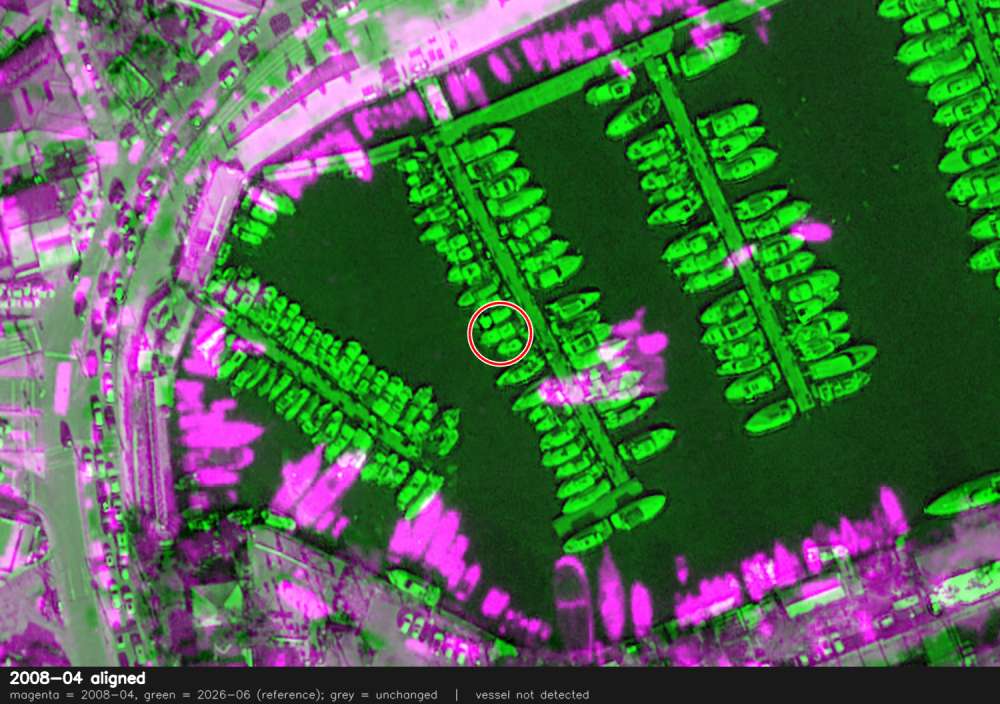 2008-04 aligned
magenta = 2008-04, green = 2026-06 (reference); grey = unchanged | vessel not detected